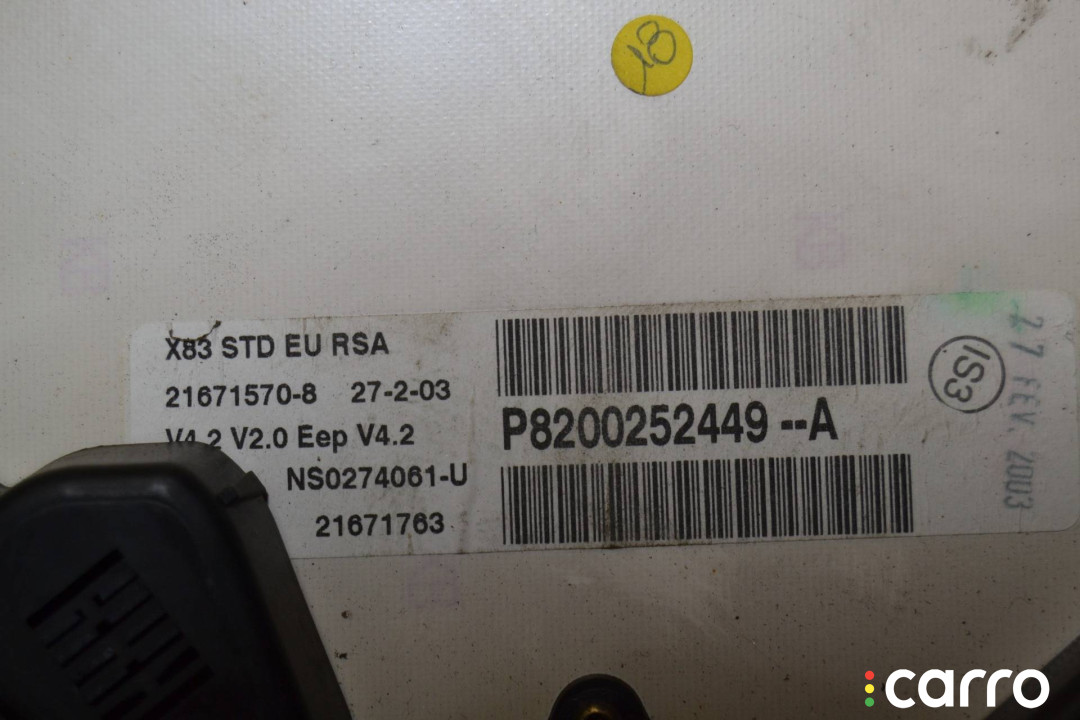 18
X83 STD EU RSA
21671570-8 27-2-03
V4.2 V2.0 Eep V4.2
NS0274061-U
21671763
P8200252449--A
IS3
27 FEV. 2003
carro